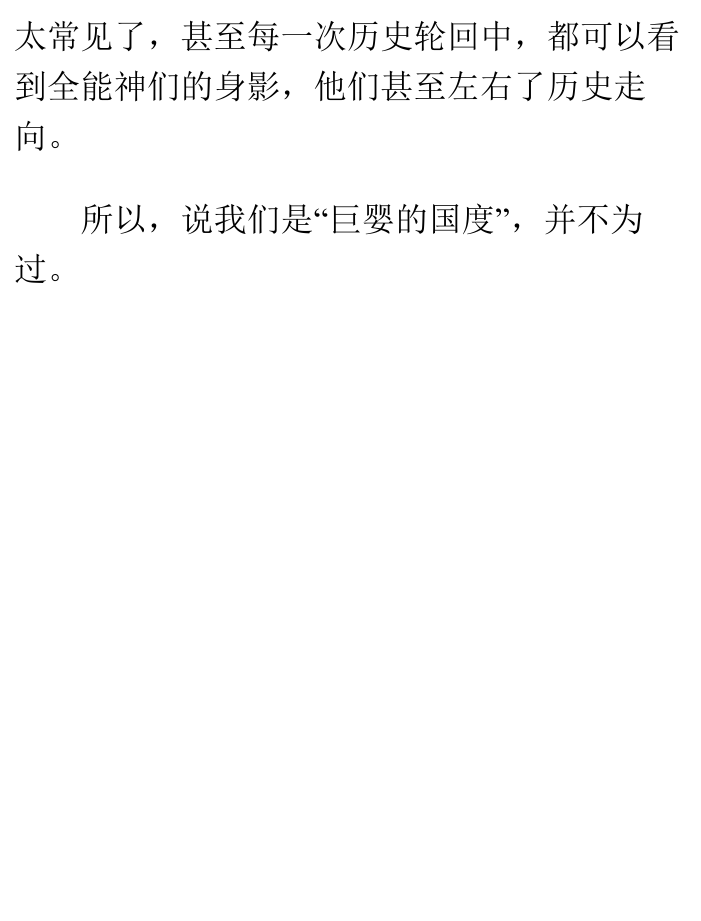 太常见了，甚至每一次历史轮回中，都可以看
到全能神们的身影，他们甚至左右了历史走
向。
所以，说我们是“巨婴的国度”，并不为
过。